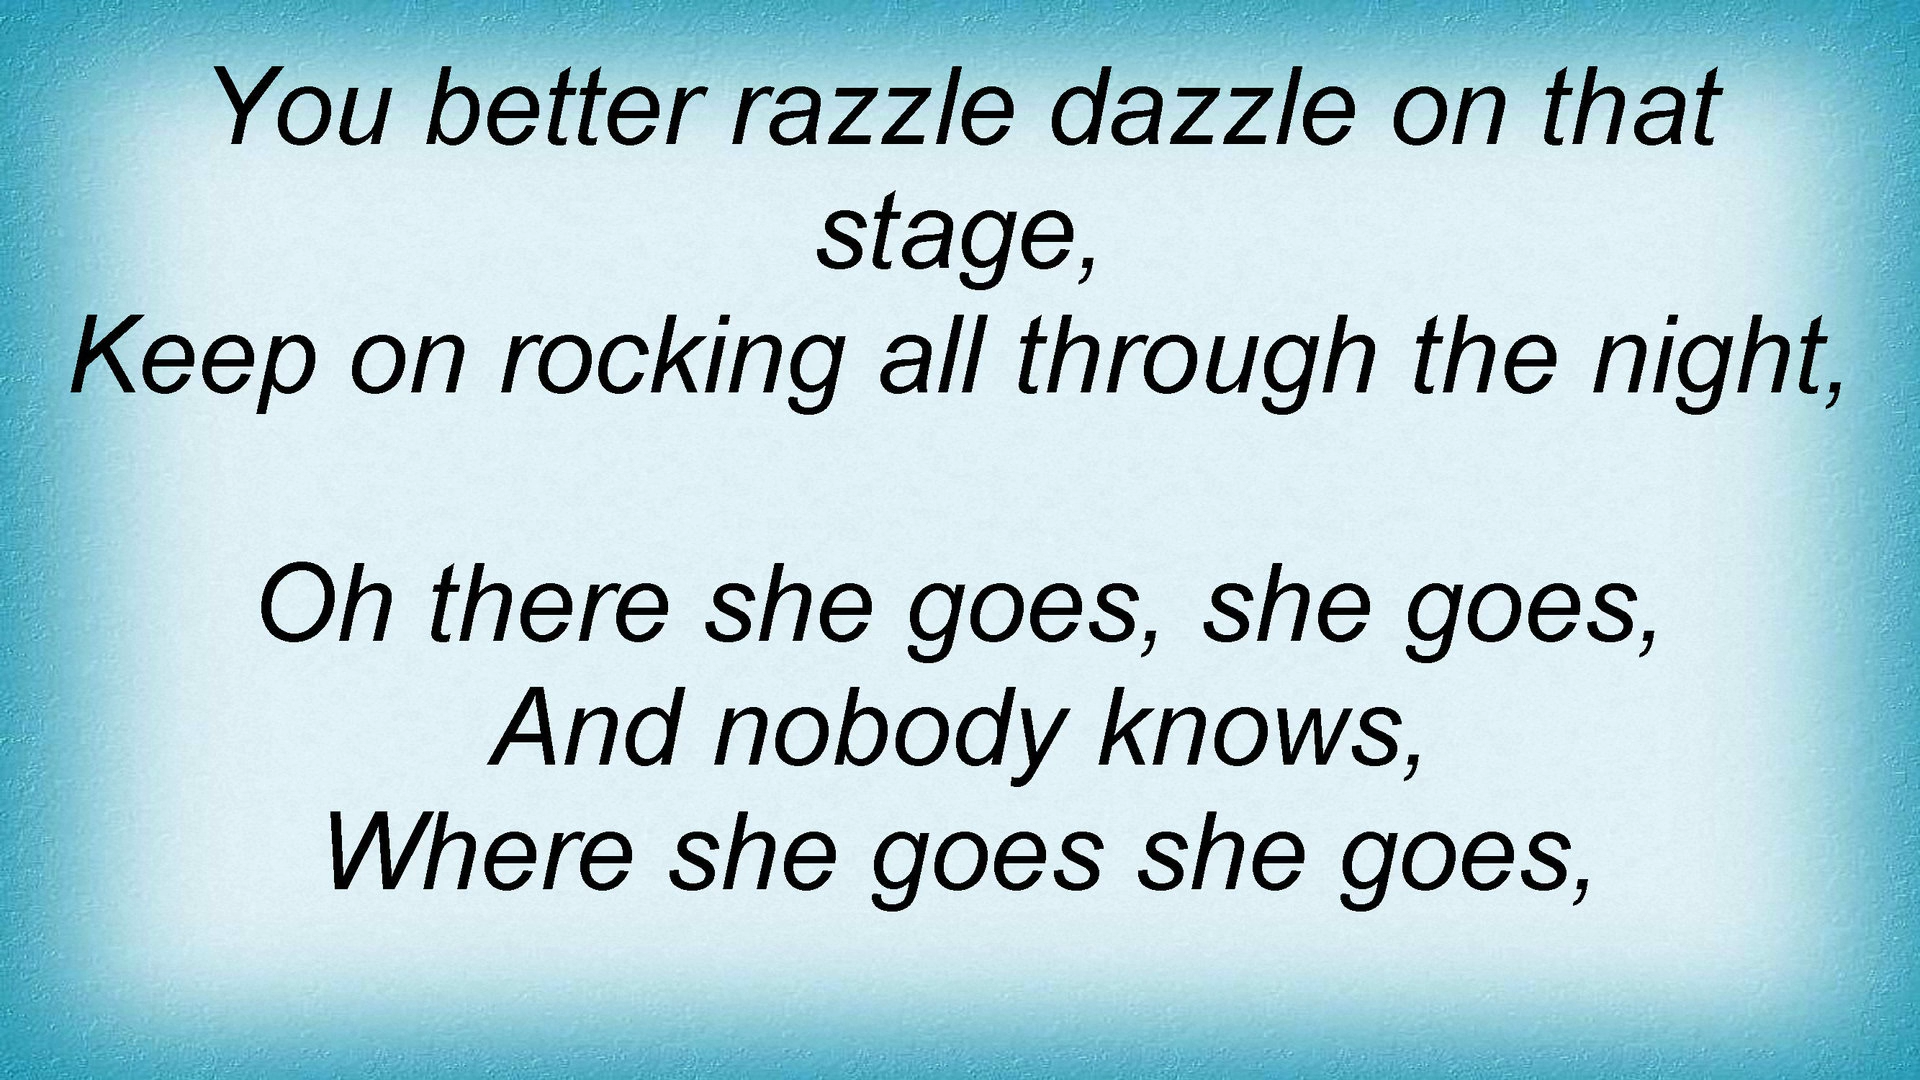 You better razzle dazzle on that
stage,
Keep on rocking all through the night,
Oh there she goes, she goes,
And nobody knows,
Where she goes she goes,